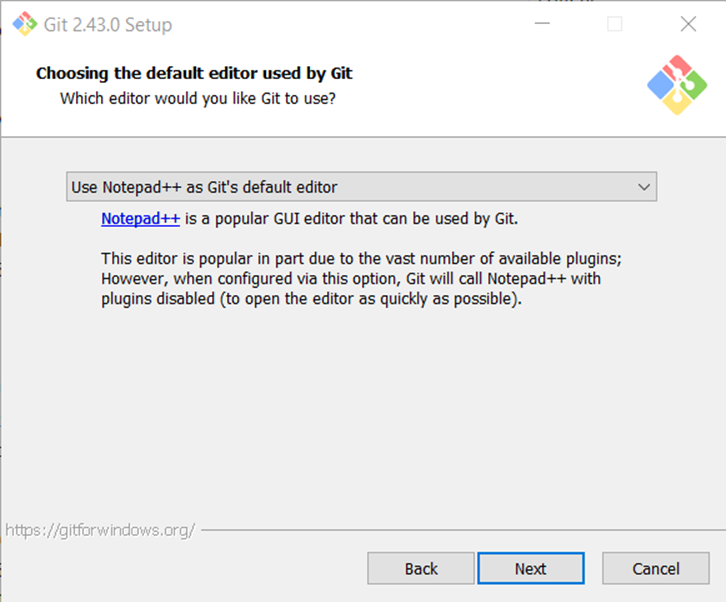 Git 2.43.0 Setup
Choosing the default editor used by Git
Which editor would you like Git to use?
Use Notepad++ as Git's default editor
Notepad++ is a popular GUI editor that can be used by Git.
This editor is popular in part due to the vast number of available plugins;
However, when configured via this option, Git will call Notepad++ with
plugins disabled (to open the editor as quickly as possible).
https://gitforwindows.org/
Back Next Cancel